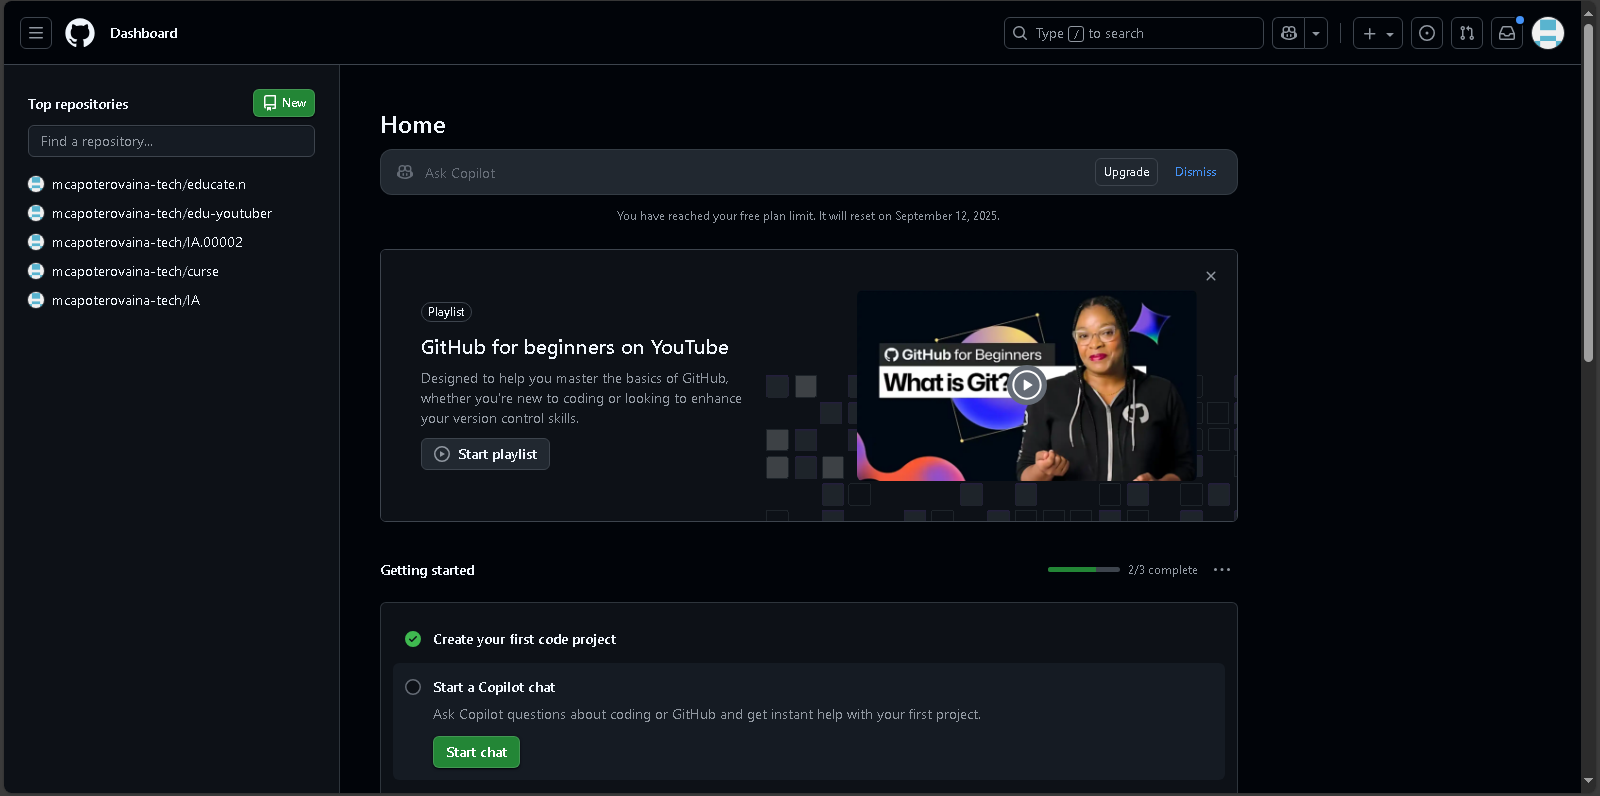 Dashboard
Type / to search
Top repositories
New
Find a repository...
mcapoterovaina-tech/educate.n
mcapoterovaina-tech/edu-youtuber
mcapoterovaina-tech/IA.00002
mcapoterovaina-tech/curse
mcapoterovaina-tech/IA
Home
Ask Copilot
Upgrade
Dismiss
You have reached your free plan limit. It will reset on September 12, 2025.
Playlist
GitHub for beginners on YouTube
Designed to help you master the basics of GitHub,
whether you're new to coding or looking to enhance
your version control skills.
Start playlist
GitHub for Beginners
What is Git?
Getting started
2/3 complete
Create your first code project
Start a Copilot chat
Ask Copilot questions about coding or GitHub and get instant help with your first project.
Start chat